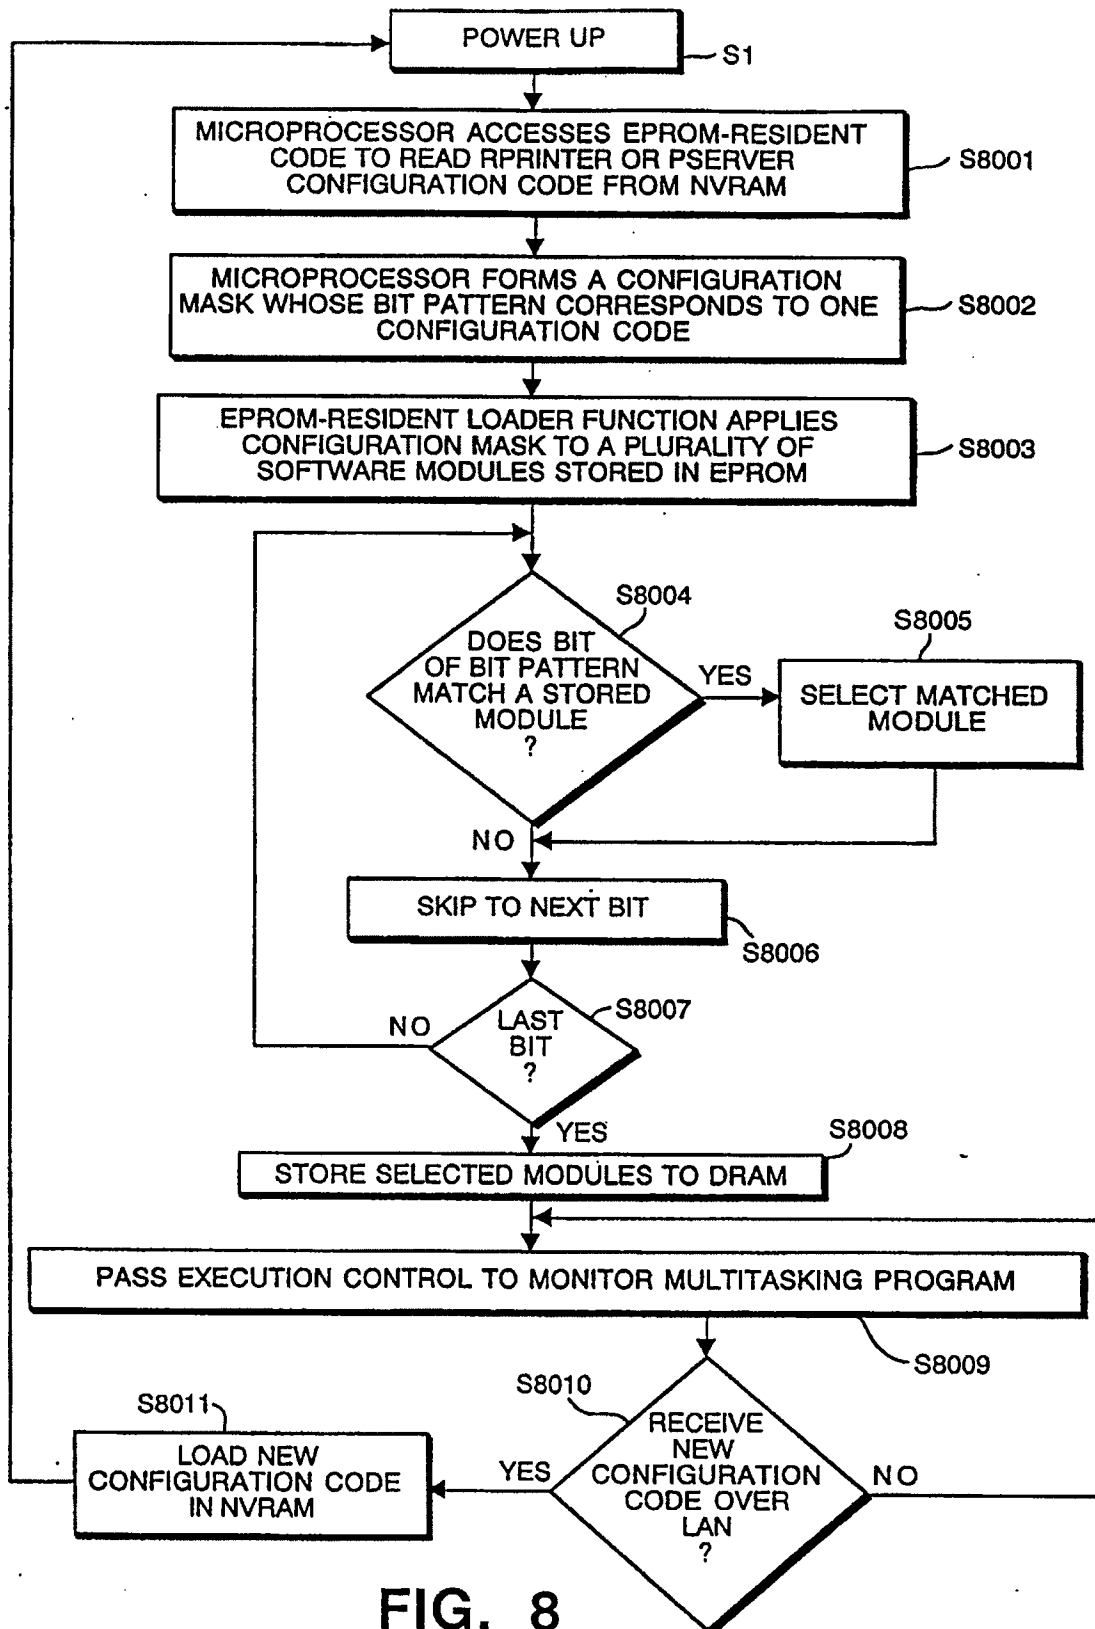 POWER UP
S1
MICROPROCESSOR ACCESSES EPROM-RESIDENT
CODE TO READ RPRINTER OR PSERVER
CONFIGURATION CODE FROM NVRAM
S8001
MICROPROCESSOR FORMS A CONFIGURATION
MASK WHOSE BIT PATTERN CORRESPONDS TO ONE
CONFIGURATION CODE
S8002
EPROM-RESIDENT LOADER FUNCTION APPLIES
CONFIGURATION MASK TO A PLURALITY OF
SOFTWARE MODULES STORED IN EPROM
S8003
S8004
DOES BIT
OF BIT PATTERN
MATCH A STORED
MODULE
?
YES
S8005
SELECT MATCHED
MODULE
NO
SKIP TO NEXT BIT
S8006
S8007
LAST
BIT
?
NO
YES
S8008
STORE SELECTED MODULES TO DRAM
PASS EXECUTION CONTROL TO MONITOR MULTITASKING PROGRAM
S8009
S8010
RECEIVE
NEW
CONFIGURATION
CODE OVER
LAN
?
YES
NO
S8011
LOAD NEW
CONFIGURATION CODE
IN NVRAM
FIG. 8